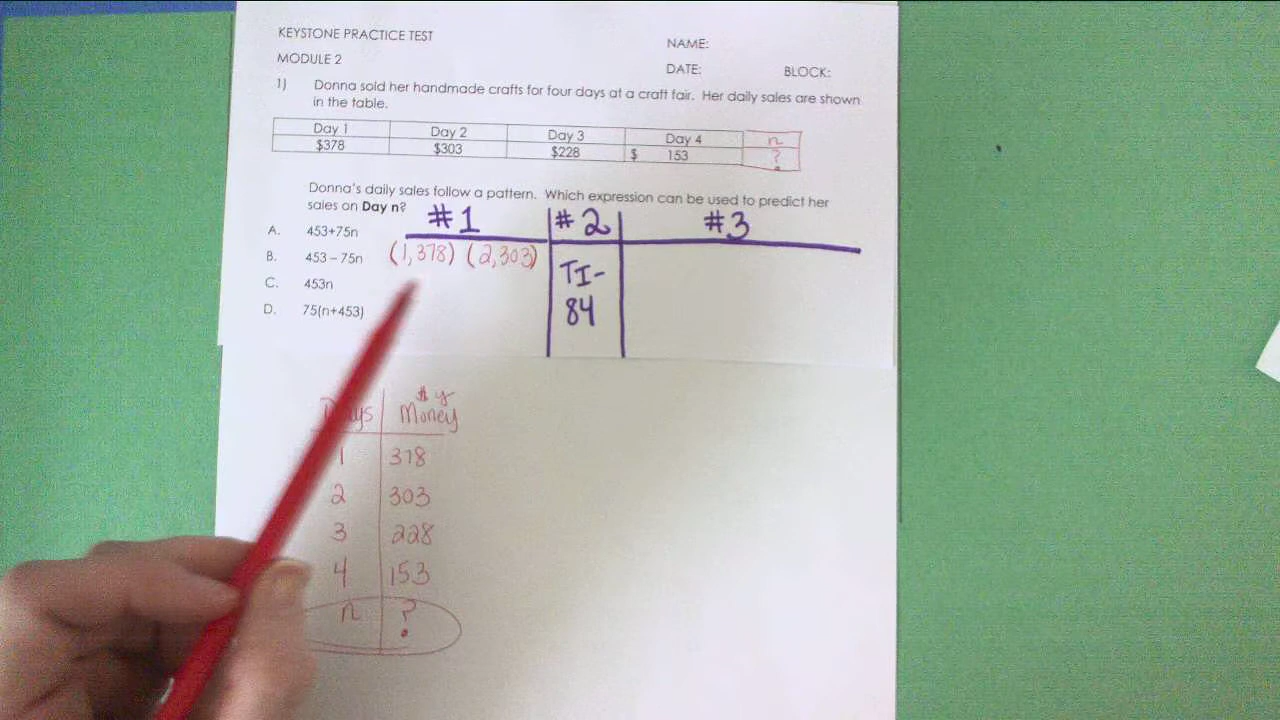 KEYSTONE PRACTICE TEST
NAME:
MODULE 2
DATE: BLOCK:
1) Donna sold her handmade crafts for four days at a craft fair. Her daily sales are shown
in the table.
Day 1 Day 2 Day 3 Day 4 n
$378 $303 $228 $ 153 ?
Donna's daily sales follow a pattern. Which expression can be used to predict her
sales on Day n?
#1 #2 #3
A. 453+75n
B. 453 – 75n
(1,378) (2,303)
TI-
84
C. 453n
D. 75(n+453)
$ y
Days Money
1 378
2 303
3 228
4 153
n ?